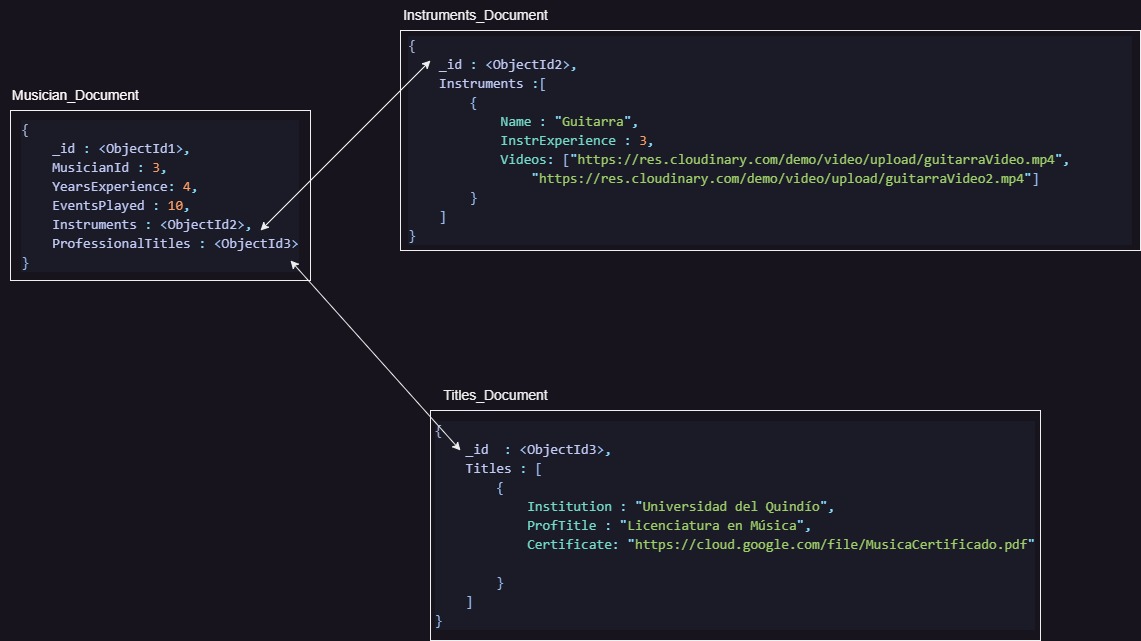 Musician_Document
{
_id : <ObjectId1>,
MusicianId : 3,
YearsExperience: 4,
EventsPlayed : 10,
Instruments : <ObjectId2>,
ProfessionalTitles : <ObjectId3>
}
Instruments_Document
{
_id : <ObjectId2>,
Instruments :[
{
Name : "Guitarra",
InstrExperience : 3,
Videos: ["https://res.cloudinary.com/demo/video/upload/guitarraVideo.mp4",
"https://res.cloudinary.com/demo/video/upload/guitarraVideo2.mp4"]
}
]
}
Titles_Document
{
_id  : <ObjectId3>,
Titles : [
{
Institution : "Universidad del Quindío",
ProfTitle : "Licenciatura en Música",
Certificate: "https://cloud.google.com/file/MusicaCertificado.pdf"
}
]
}